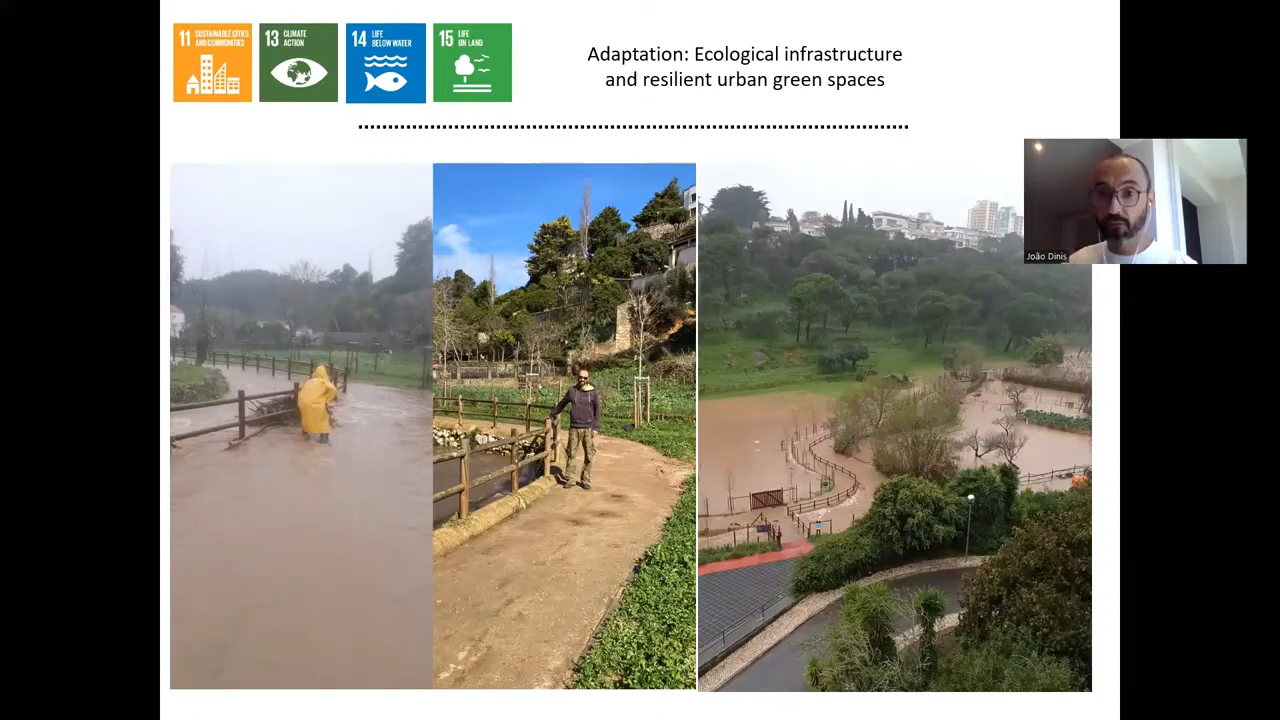 11 SUSTAINABLE CITIES
AND COMMUNITIES
13 CLIMATE
ACTION
14 LIFE
BELOW WATER
15 LIFE
ON LAND
Adaptation: Ecological infrastructure
and resilient urban green spaces
João Dinis